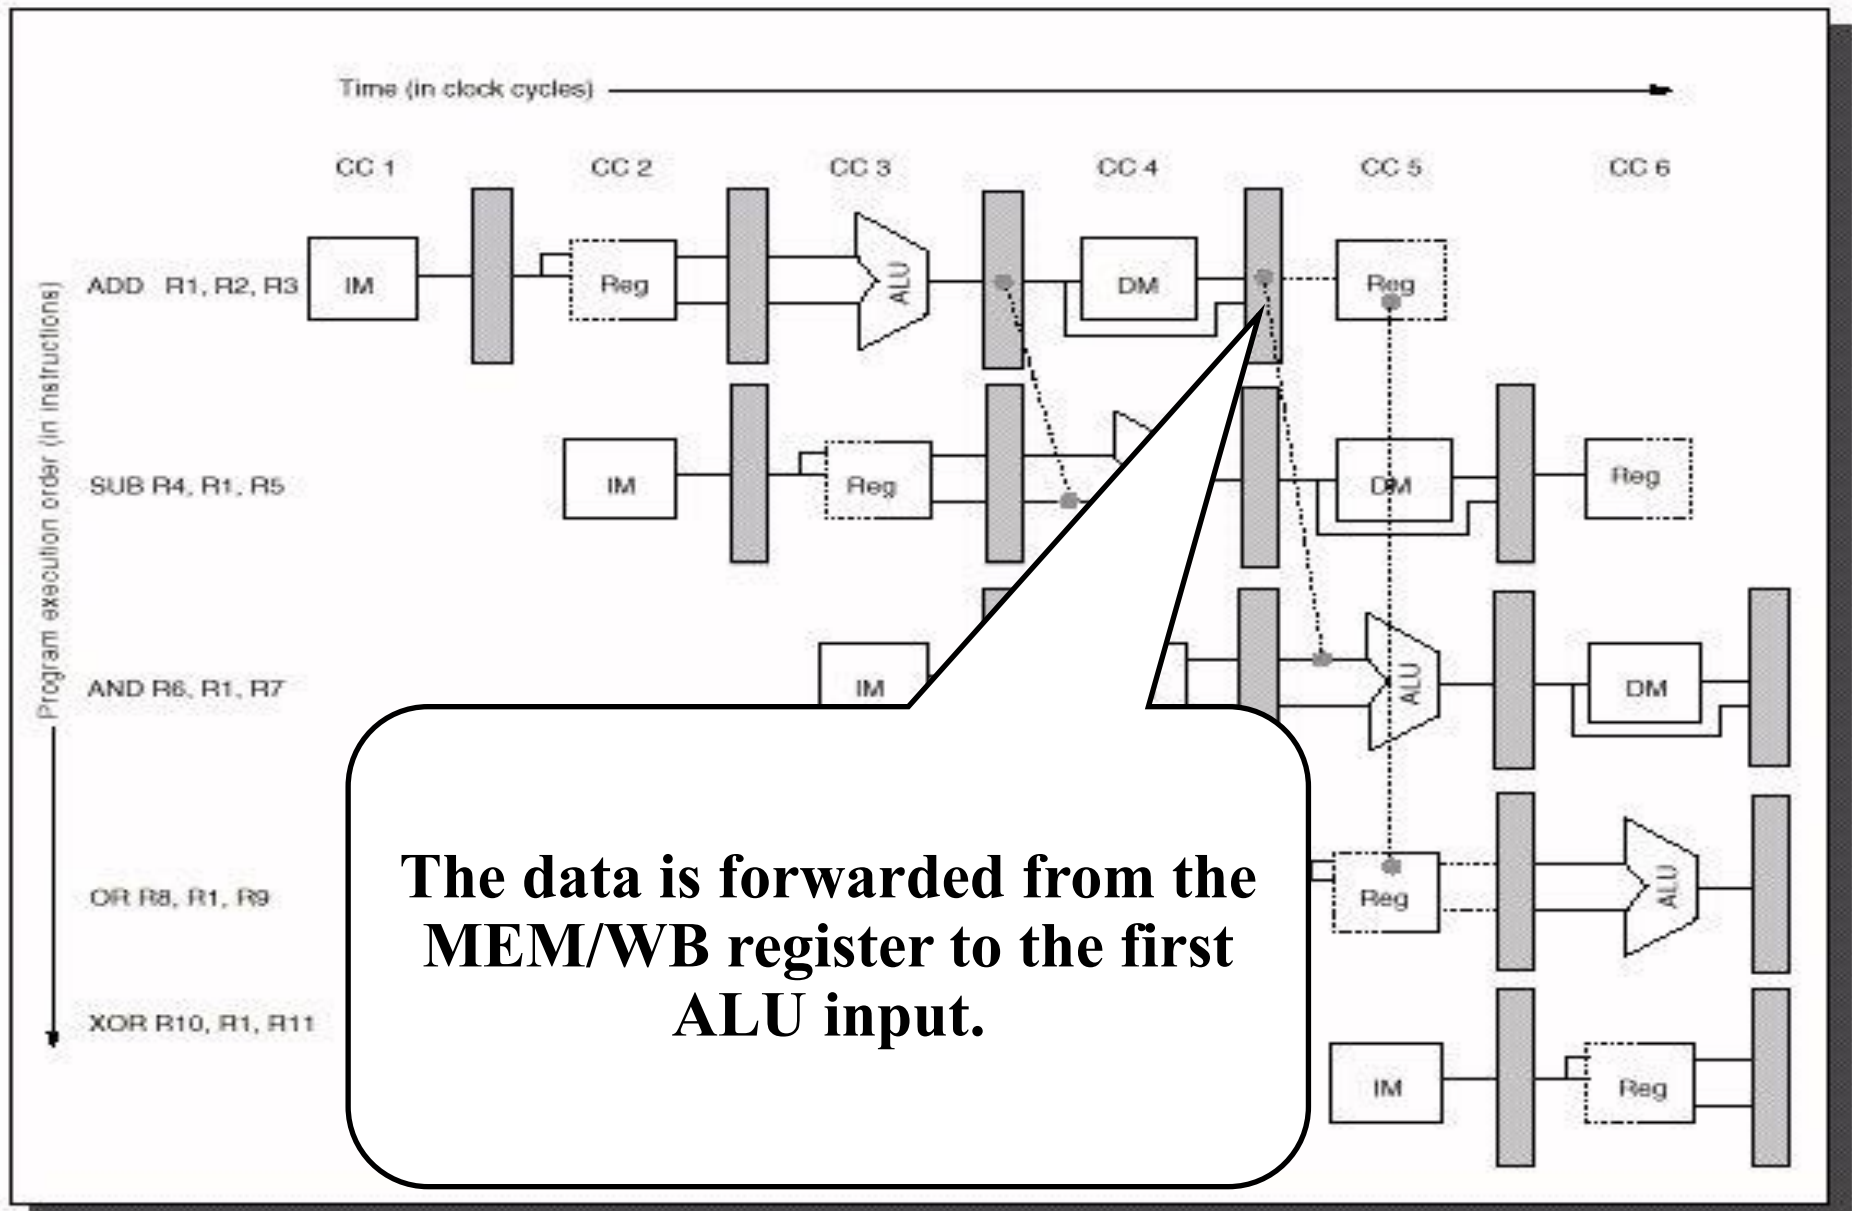 Time (in clock cycles)
CC 1 CC 2 CC 3 CC 4 CC 5 CC 6
Program execution order (in instructions)
ADD R1, R2, R3 IM Reg ALU DM Reg
SUB R4, R1, R5 IM Reg DM Reg
AND R6, R1, R7 IM ALU DM
OR R8, R1, R9 Reg ALU
XOR R10, R1, R11 IM Reg
The data is forwarded from the
MEM/WB register to the first
ALU input.